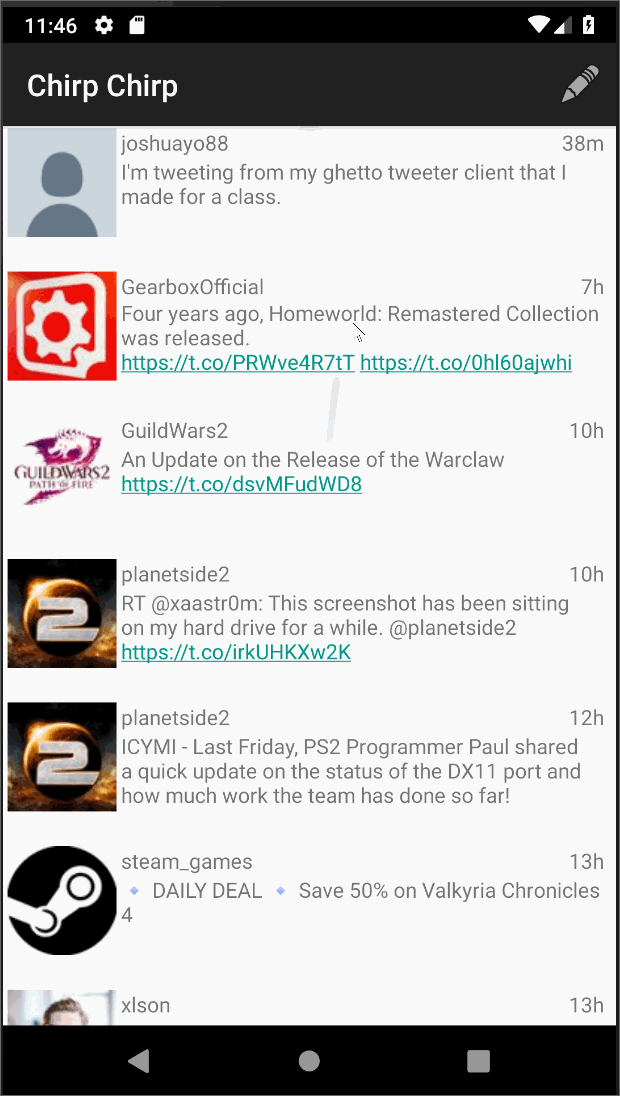 11:46
Chirp Chirp
joshuayo88 38m
I'm tweeting from my ghetto tweeter client that I
made for a class.
GearboxOfficial 7h
Four years ago, Homeworld: Remastered Collection
was released.
https://t.co/PRWve4R7tT https://t.co/0hl60ajwhi
GuildWars2 10h
GUILDWARS2
PATH OF FIRE
An Update on the Release of the Warclaw
https://t.co/dsvMFudWD8
planetside2 10h
2
RT @xaastr0m: This screenshot has been sitting
on my hard drive for a while. @planetside2
https://t.co/irkUHKXw2K
planetside2 12h
2
ICYMI - Last Friday, PS2 Programmer Paul shared
a quick update on the status of the DX11 port and
how much work the team has done so far!
steam_games 13h
🔹 DAILY DEAL 🔹 Save 50% on Valkyria Chronicles
4
xlson 13h